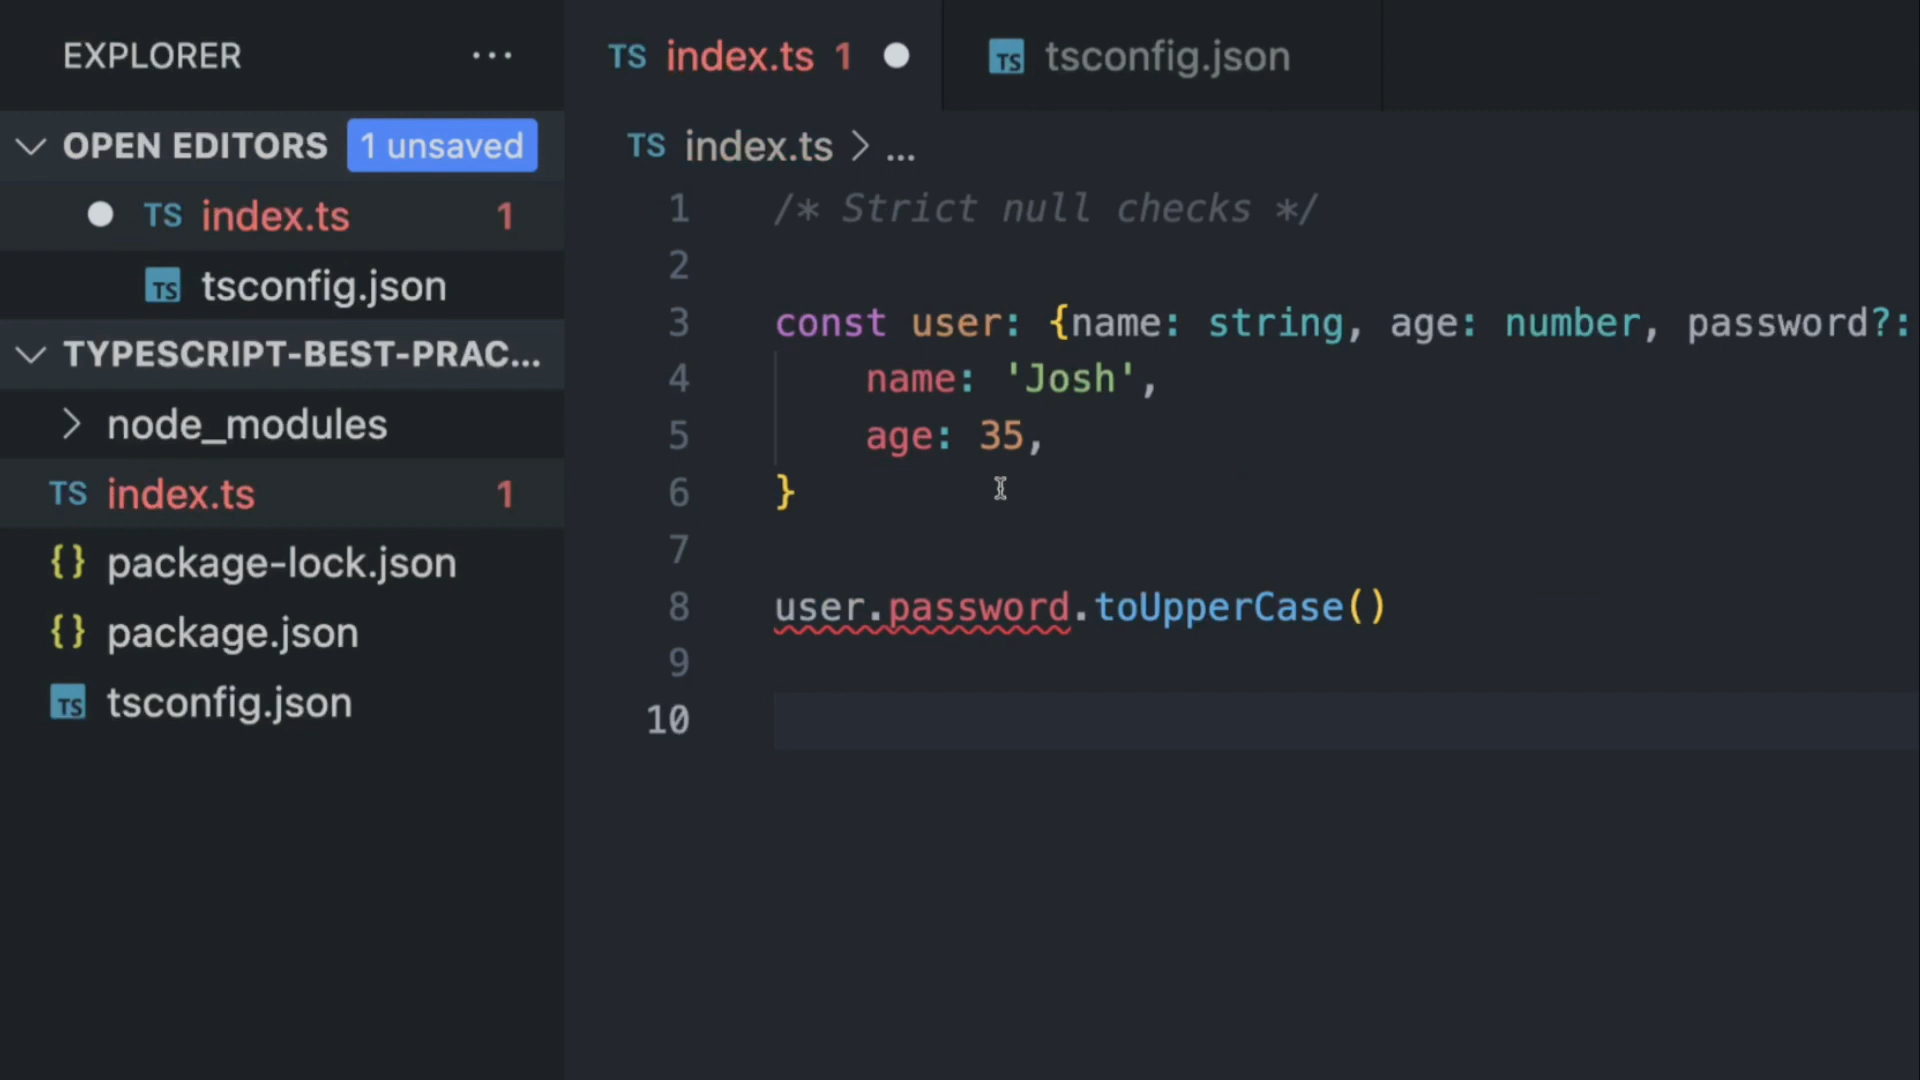 EXPLORER ...
OPEN EDITORS 1 unsaved
TS index.ts 1
TS tsconfig.json
TYPESCRIPT-BEST-PRAC...
node_modules
TS index.ts 1
{} package-lock.json
{} package.json
TS tsconfig.json
TS index.ts 1
TS tsconfig.json
TS index.ts > ...
1 /* Strict null checks */
2
3 const user: {name: string, age: number, password?:
4 name: 'Josh',
5 age: 35,
6 }
7
8 user.password.toUpperCase()
9
10